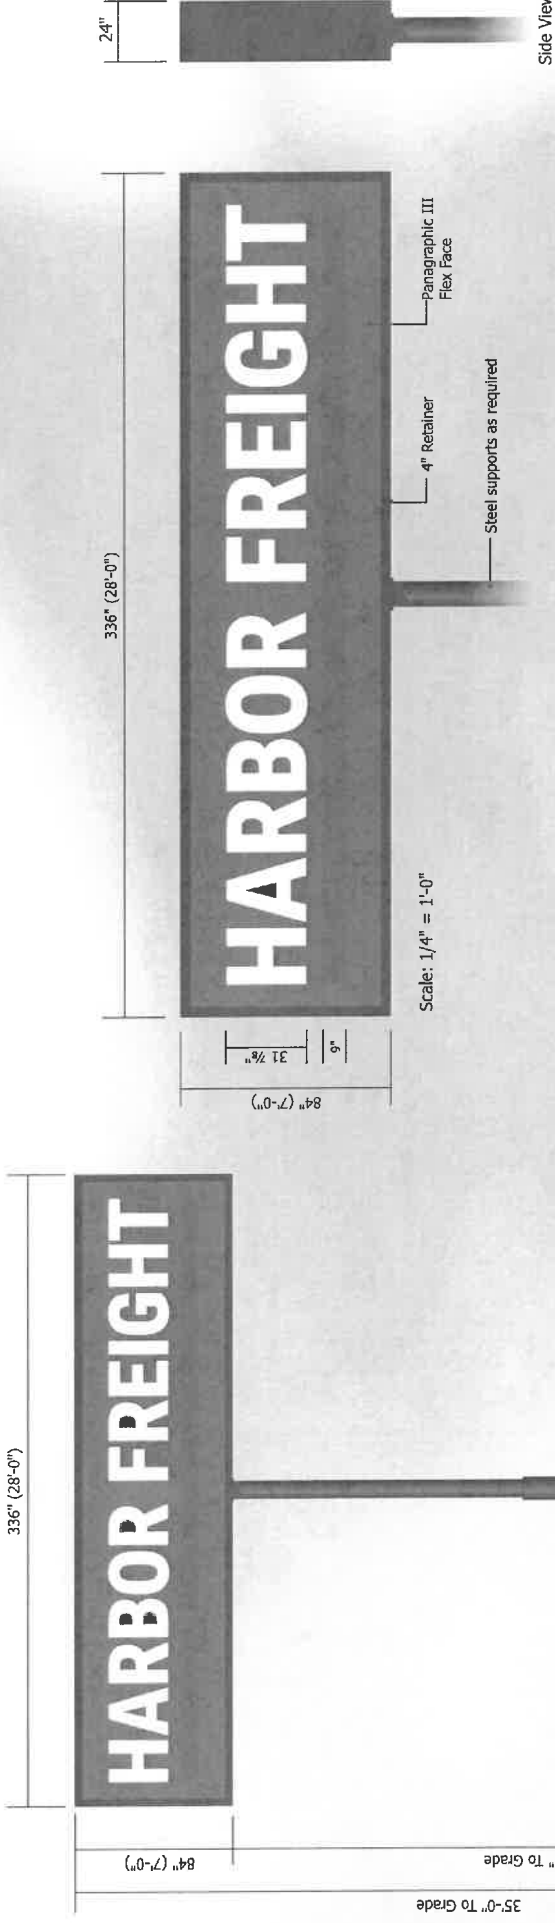 336" (28'-0")
HARBOR FREIGHT
84" (7'-0")
" To Grade
35'-0" To Grade
336" (28'-0")
HARBOR FREIGHT
31 7/8"
9"
84" (7'-0")
Scale: 1/4" = 1'-0"
4" Retainer
Panagraphic III
Flex Face
Steel supports as required
24"
Side View